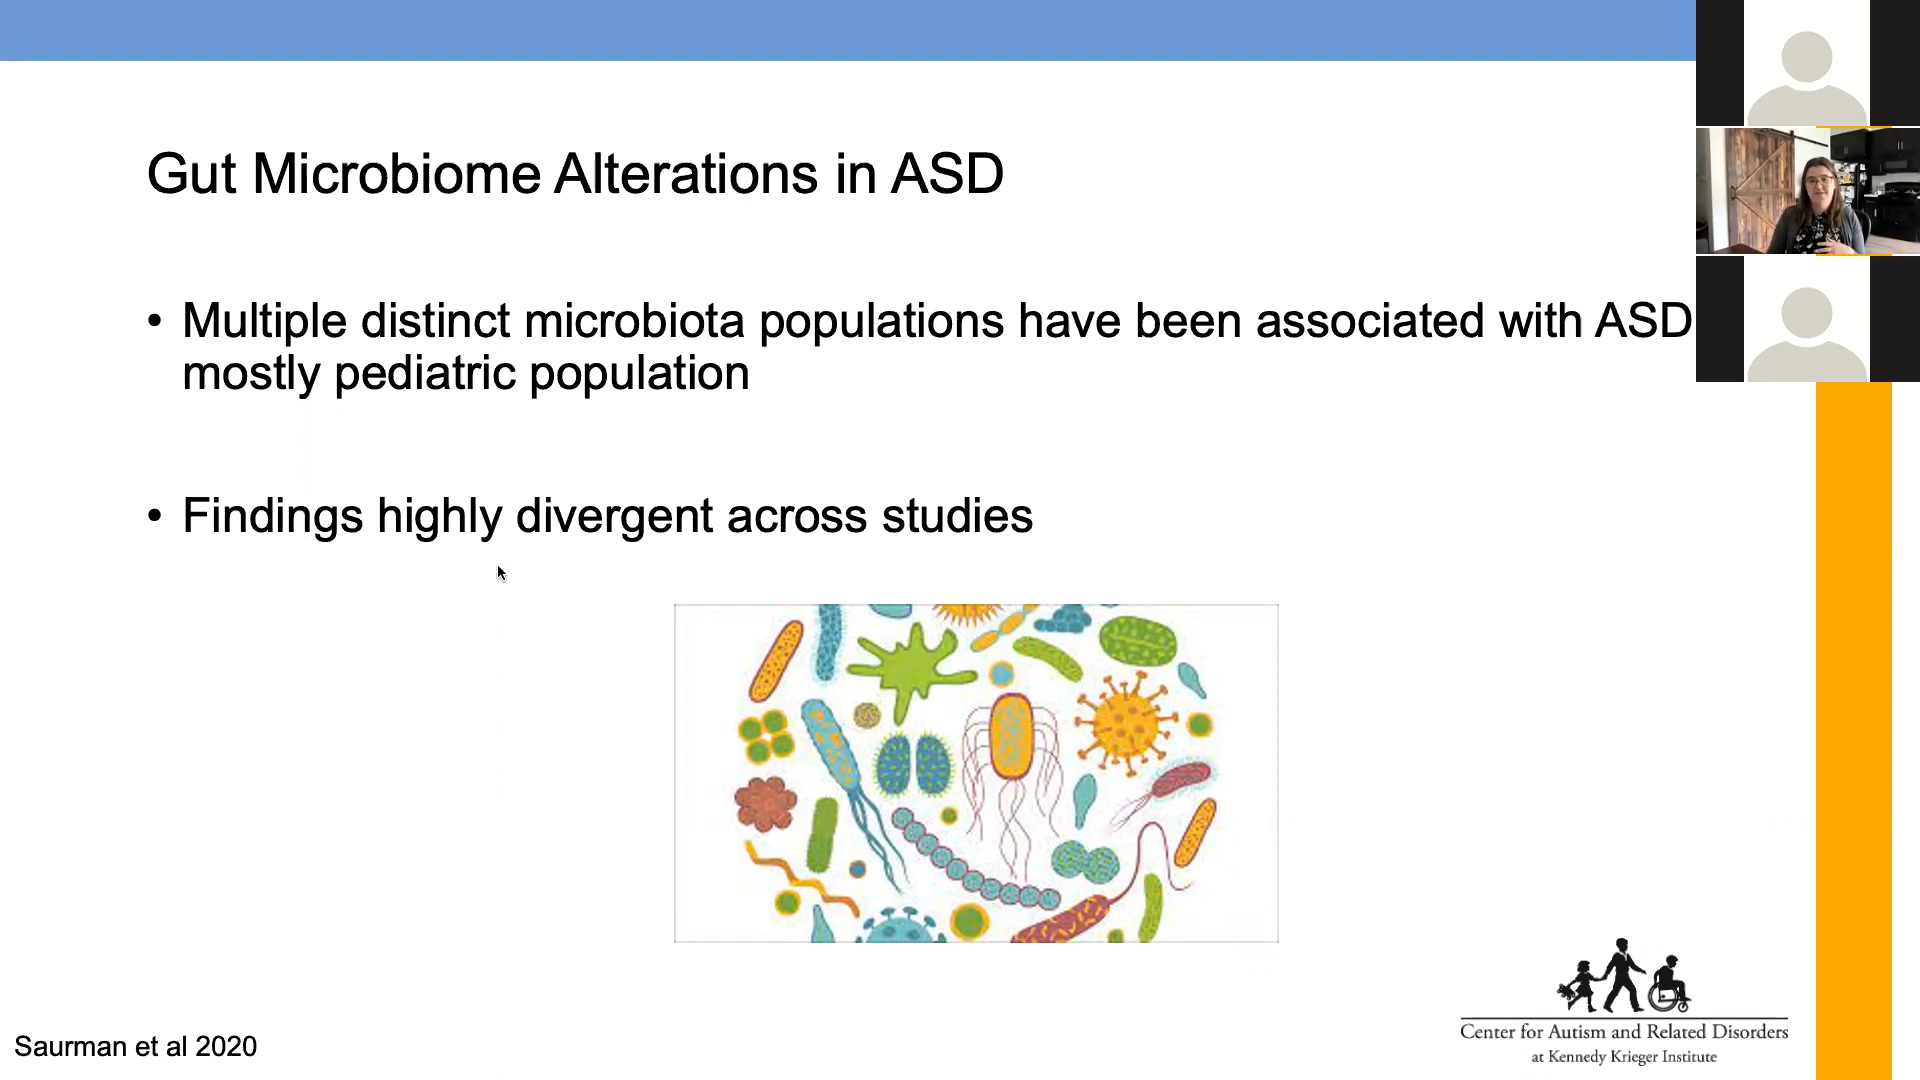 Gut Microbiome Alterations in ASD
• Multiple distinct microbiota populations have been associated with ASD
mostly pediatric population
• Findings highly divergent across studies
Saurman et al 2020
Center for Autism and Related Disorders
at Kennedy Krieger Institute